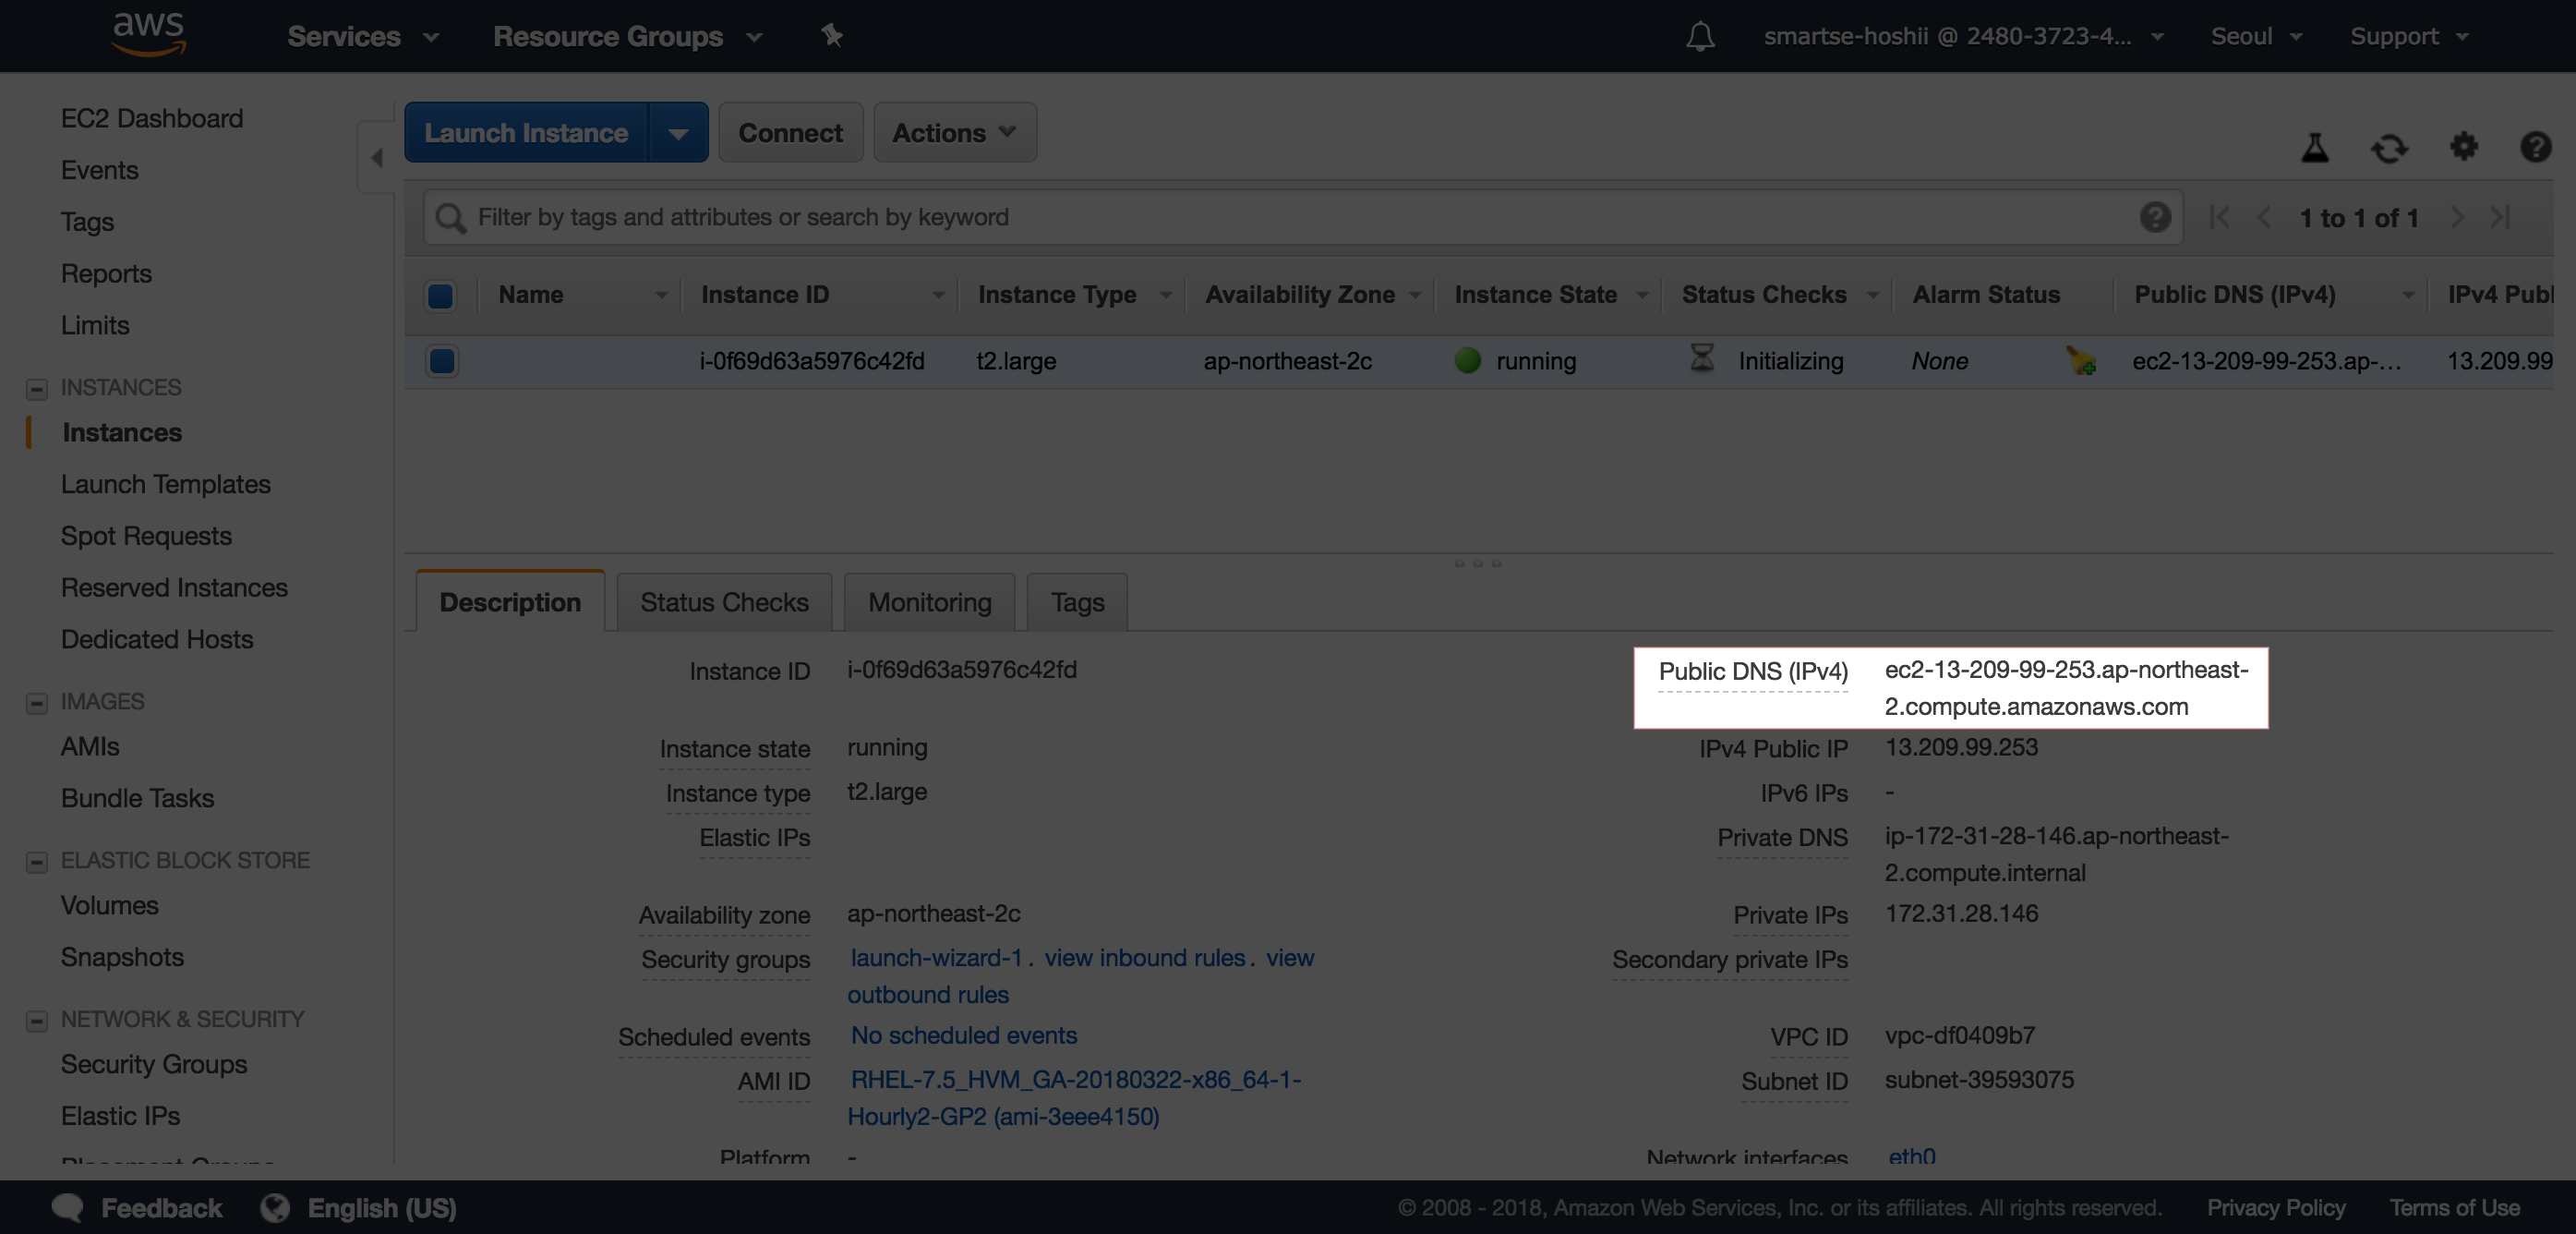 aws
Services
Resource Groups
smartse-hoshii @ 2480-3723-4...
Seoul
Support
EC2 Dashboard
Events
Tags
Reports
Limits
INSTANCES
Instances
Launch Templates
Spot Requests
Reserved Instances
Dedicated Hosts
IMAGES
AMIs
Bundle Tasks
ELASTIC BLOCK STORE
Volumes
Snapshots
NETWORK & SECURITY
Security Groups
Elastic IPs
Placement Groups
Launch Instance
Connect
Actions
Filter by tags and attributes or search by keyword
1 to 1 of 1
Name
Instance ID
Instance Type
Availability Zone
Instance State
Status Checks
Alarm Status
Public DNS (IPv4)
IPv4 Publ
i-0f69d63a5976c42fd
t2.large
ap-northeast-2c
running
Initializing
None
ec2-13-209-99-253.ap-...
13.209.99
Description
Status Checks
Monitoring
Tags
Instance ID
i-0f69d63a5976c42fd
Instance state
running
Instance type
t2.large
Elastic IPs
Availability zone
ap-northeast-2c
Security groups
launch-wizard-1. view inbound rules. view
outbound rules
Scheduled events
No scheduled events
AMI ID
RHEL-7.5_HVM_GA-20180322-x86_64-1-
Hourly2-GP2 (ami-3eee4150)
Platform
-
Public DNS (IPv4)
ec2-13-209-99-253.ap-northeast-
2.compute.amazonaws.com
IPv4 Public IP
13.209.99.253
IPv6 IPs
-
Private DNS
ip-172-31-28-146.ap-northeast-
2.compute.internal
Private IPs
172.31.28.146
Secondary private IPs
VPC ID
vpc-df0409b7
Subnet ID
subnet-39593075
Network interfaces
eth0
Feedback
English (US)
© 2008 - 2018, Amazon Web Services, Inc. or its affiliates. All rights reserved.
Privacy Policy
Terms of Use